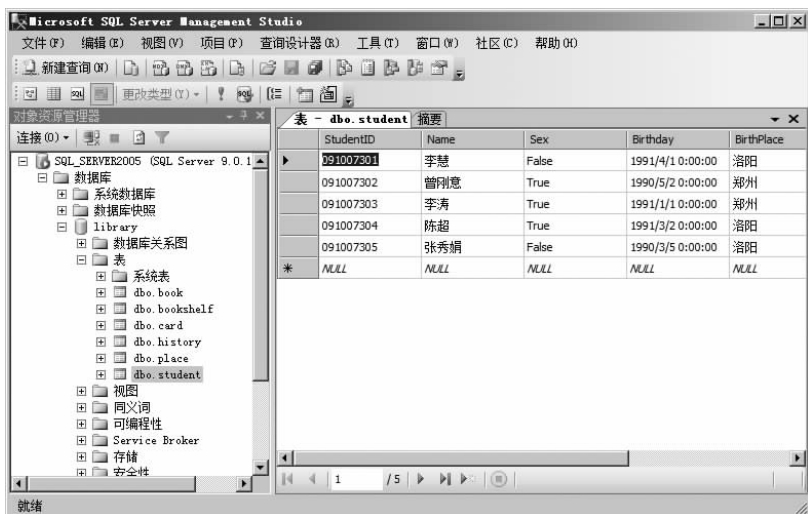 Microsoft SQL Server Management Studio
文件(F) 编辑(E) 视图(V) 项目(P) 查询设计器(R) 工具(T) 窗口(W) 社区(C) 帮助(H)
新建查询(N)
更改类型(Y)
对象资源管理器
连接(O)
SQL_SERVER2005 (SQL Server 9.0.1
数据库
系统数据库
数据库快照
library
数据库关系图
表
系统表
dbo.book
dbo.bookshelf
dbo.card
dbo.history
dbo.place
dbo.student
视图
同义词
可编程性
Service Broker
存储
安全性
表 - dbo.student 摘要
StudentID Name Sex Birthday BirthPlace
091007301 李慧 False 1991/4/1 0:00:00 洛阳
091007302 曾刚意 True 1990/5/2 0:00:00 郑州
091007303 李涛 True 1991/1/1 0:00:00 郑州
091007304 陈超 True 1991/3/2 0:00:00 洛阳
091007305 张秀娟 False 1990/3/5 0:00:00 洛阳
NULL NULL NULL NULL NULL
1 / 5
就绪